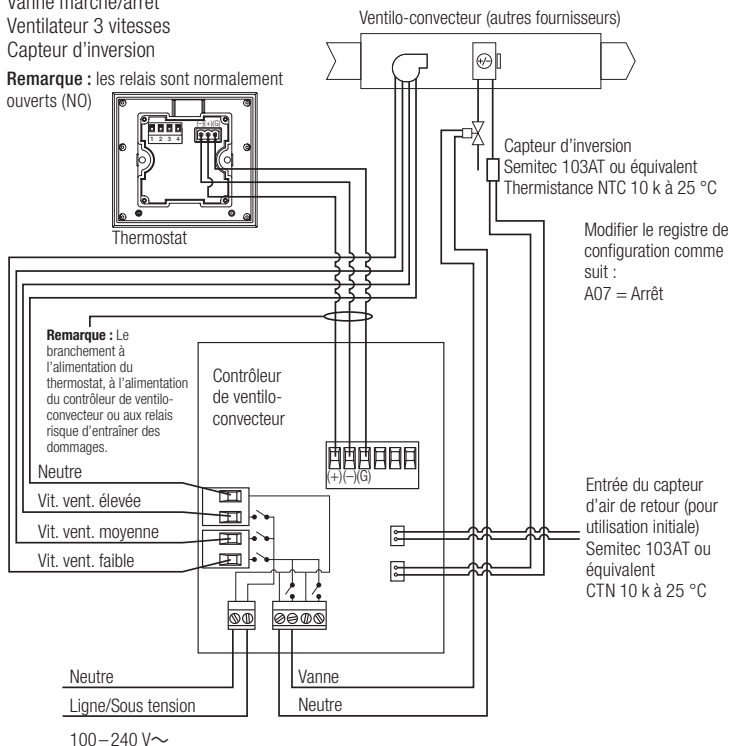 Vanne marche/arrêt
Ventilateur 3 vitesses
Capteur d'inversion
Remarque : les relais sont normalement
ouverts (NO)
Ventilo-convecteur (autres fournisseurs)
+/-
(–)(+)(G)
1 2 3 4
Thermostat
Capteur d'inversion
Semitec 103AT ou équivalent
Thermistance NTC 10 k à 25 °C
Modifier le registre de
configuration comme
suit :
A07 = Arrêt
Remarque : Le
branchement à
l'alimentation du
thermostat, à l'alimentation
du contrôleur de ventilo-
convecteur ou aux relais
risque d'entraîner des
dommages.
Contrôleur
de ventilo-
convecteur
(+)(–)(G)
Neutre
Vit. vent. élevée
Vit. vent. moyenne
Vit. vent. faible
Entrée du capteur
d'air de retour (pour
utilisation initiale)
Semitec 103AT ou
équivalent
CTN 10 k à 25 °C
Neutre
Ligne/Sous tension
100–240 V~
Vanne
Neutre